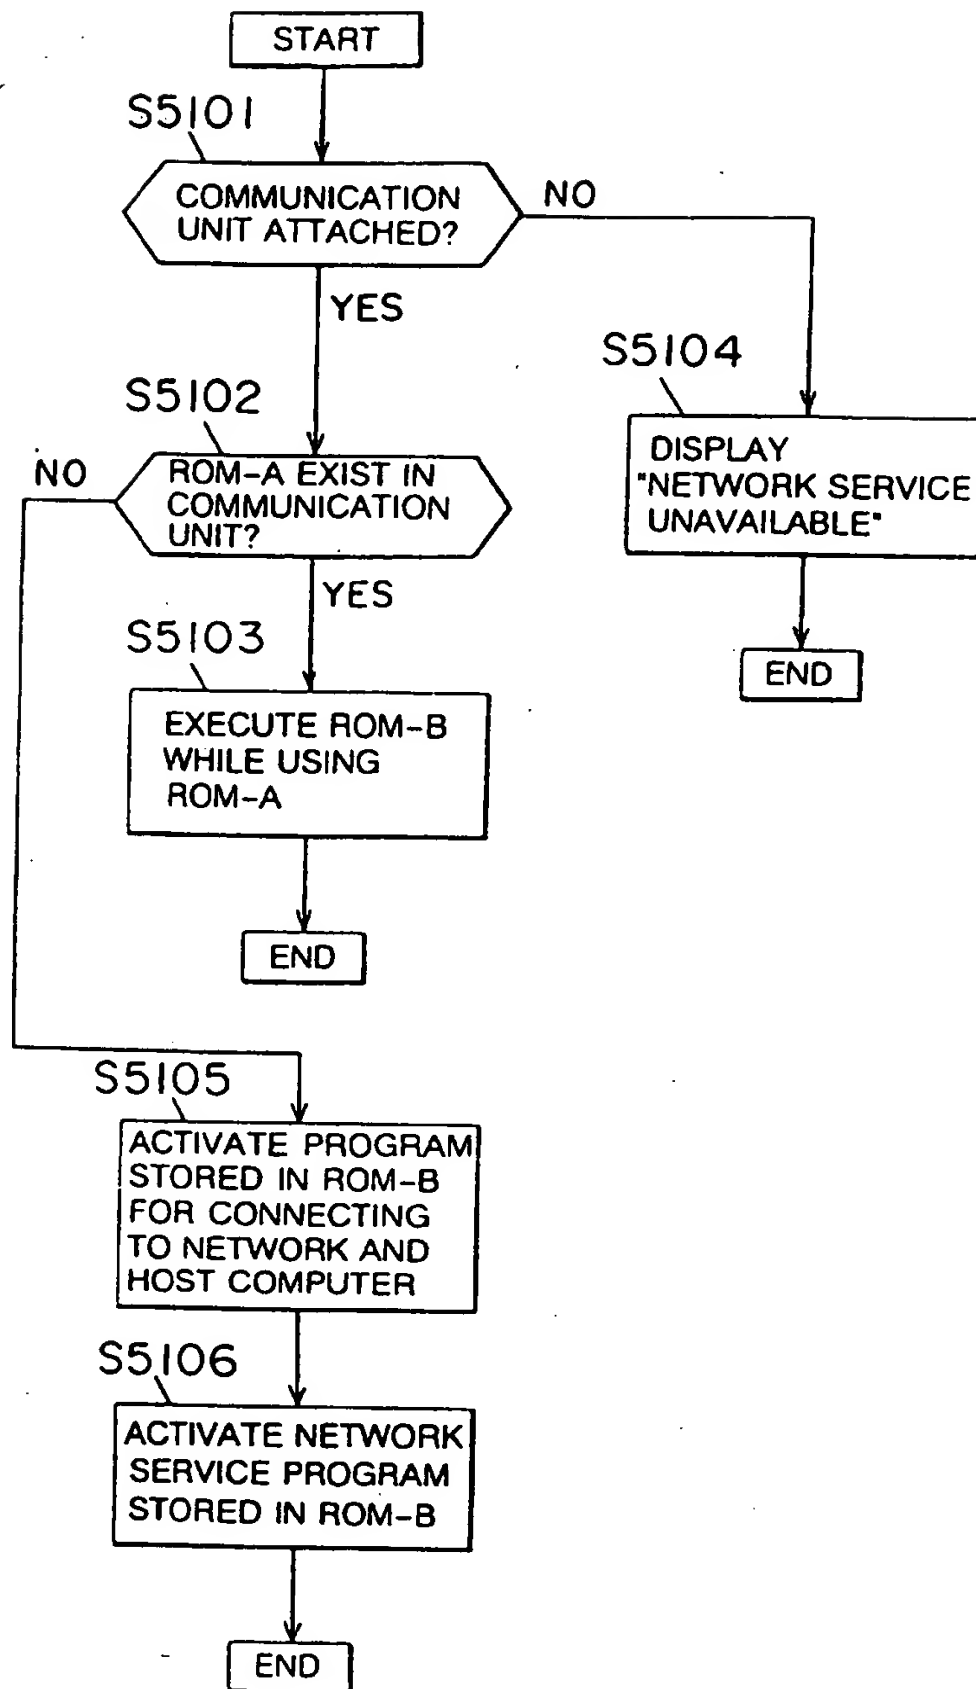 START
S5101
COMMUNICATION
UNIT ATTACHED?
NO
YES
S5104
DISPLAY
"NETWORK SERVICE
UNAVAILABLE"
END
S5102
NO
ROM-A EXIST IN
COMMUNICATION
UNIT?
YES
S5103
EXECUTE ROM-B
WHILE USING
ROM-A
END
S5105
ACTIVATE PROGRAM
STORED IN ROM-B
FOR CONNECTING
TO NETWORK AND
HOST COMPUTER
S5106
ACTIVATE NETWORK
SERVICE PROGRAM
STORED IN ROM-B
END